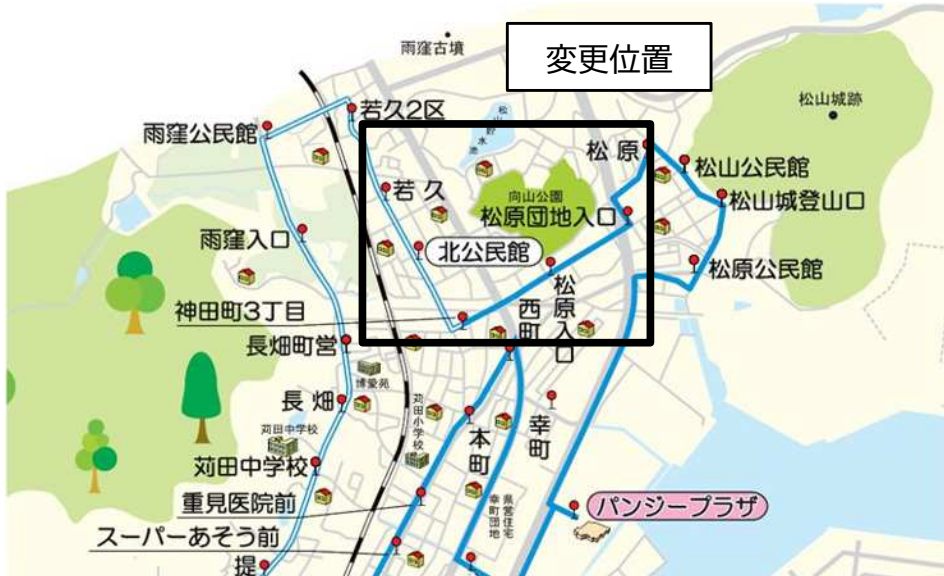 雨窪古墳
変更位置
松山城跡
若久2区
雨窪公民館
松山貯水池
松原
松山公民館
若久
向山公園
松山城登山口
松原団地入口
雨窪入口
北公民館
松原公民館
神田町3丁目
松原入口
西町
長畑町営
博愛苑
長畑
苅田小学校
幸町
苅田中学校
本町
苅田中学校
重見医院前
パンジープラザ
県営住宅
幸町団地
スーパーあそう前
提